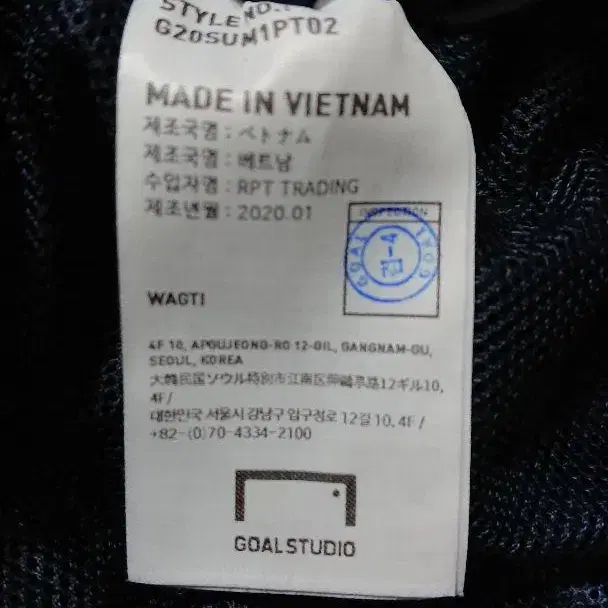 STYLE NO.:
G20SUM1PT02
MADE IN VIETNAM
제조국명 : ベトナム
제조국명 : 베트남
수입자명 : RPT TRADING
제조년월 : 2020.01
INSPECTION
GOAL
WAGTI
4F 10, APGUJEONG-RO 12-GIL, GANGNAM-GU,
SEOUL, KOREA
大韓民国ソウル特別市江南区狎鴎亭路12ギル10,
4F /
대한민국 서울시 강남구 압구정로 12길 10, 4F /
+82-(0)70-4334-2100
GOALSTUDIO